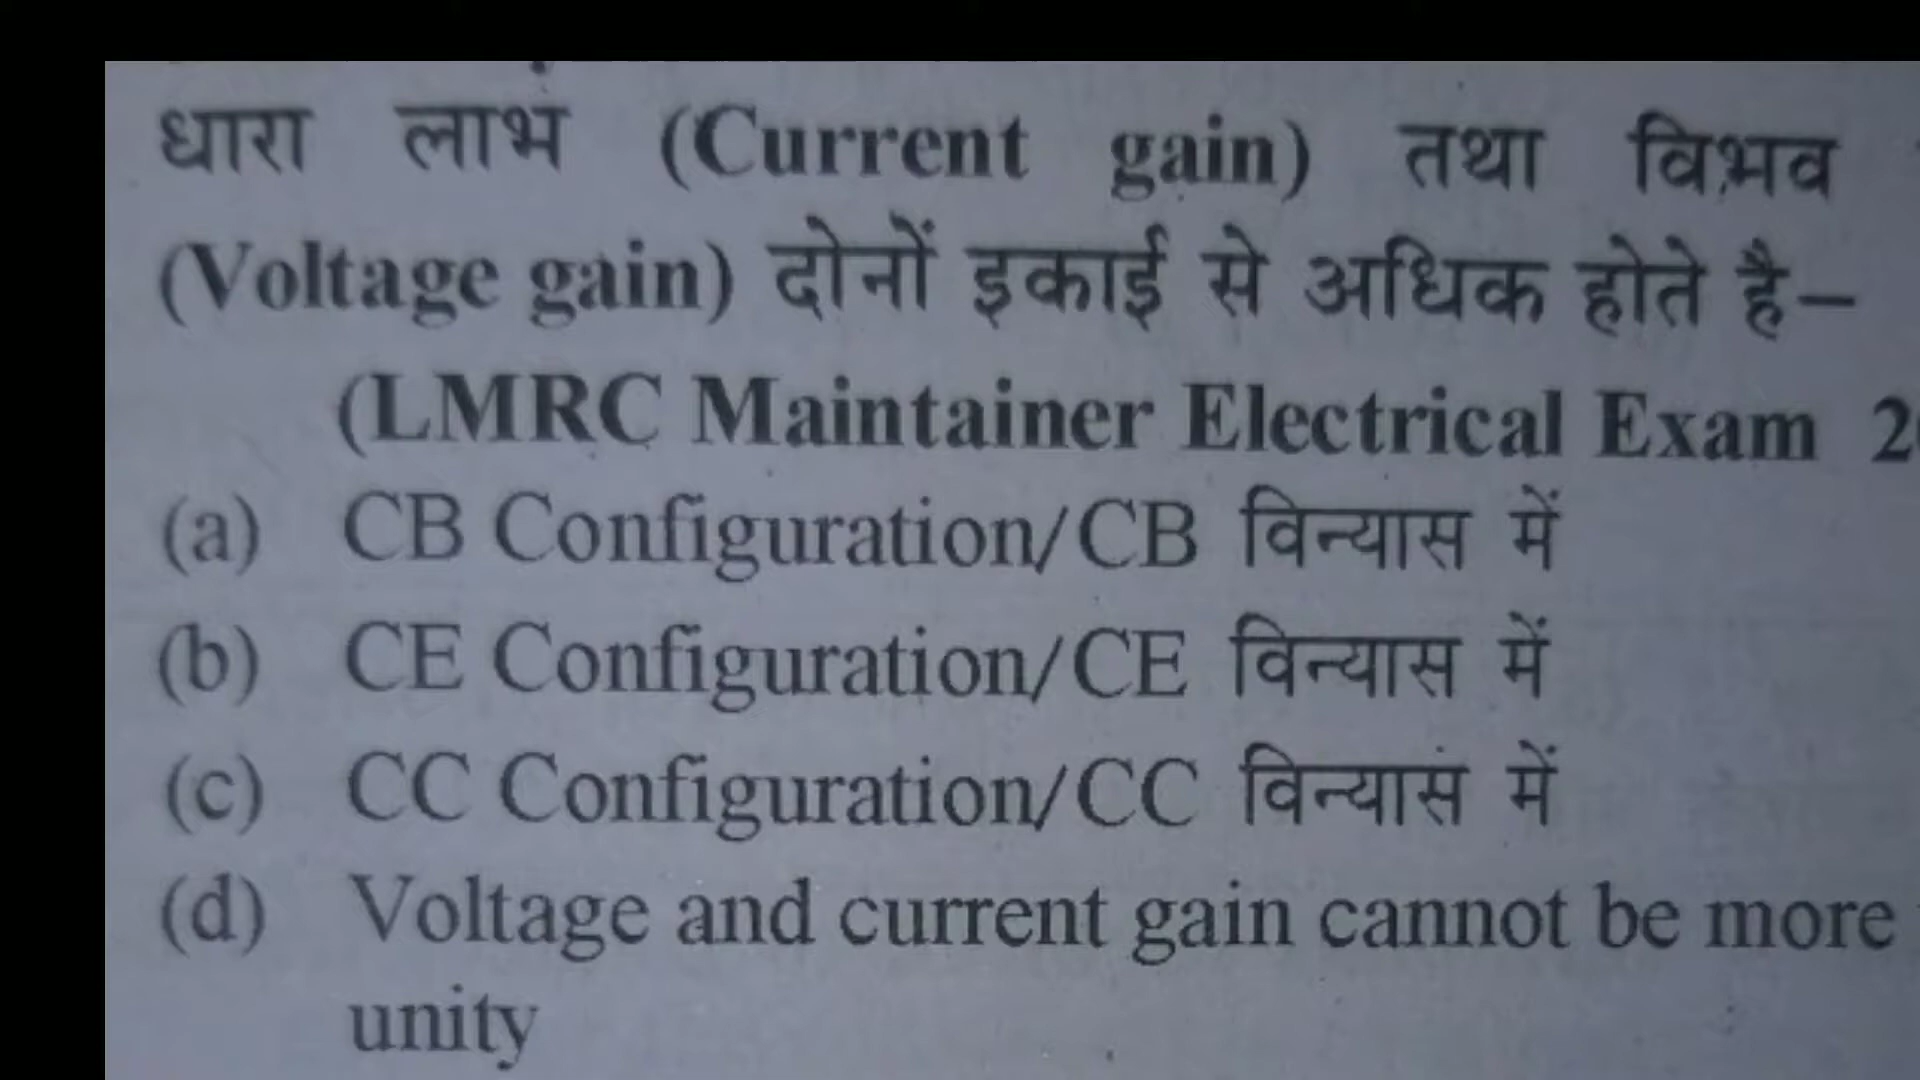 धारा लाभ (Current gain) तथा विभव
(Voltage gain) दोनों इकाई से अधिक होते है–
(LMRC Maintainer Electrical Exam 2
(a) CB Configuration/CB विन्यास में
(b) CE Configuration/CE विन्यास में
(c) CC Configuration/CC विन्यास में
(d) Voltage and current gain cannot be more
unity